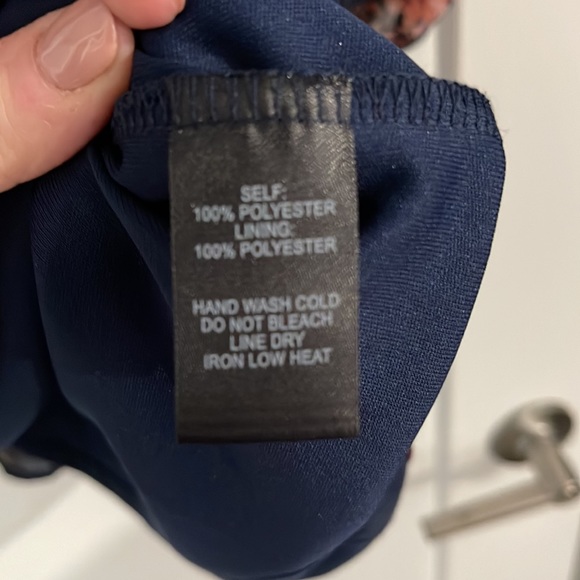 SELF:
100% POLYESTER
LINING:
100% POLYESTER
HAND WASH COLD
DO NOT BLEACH
LINE DRY
IRON LOW HEAT